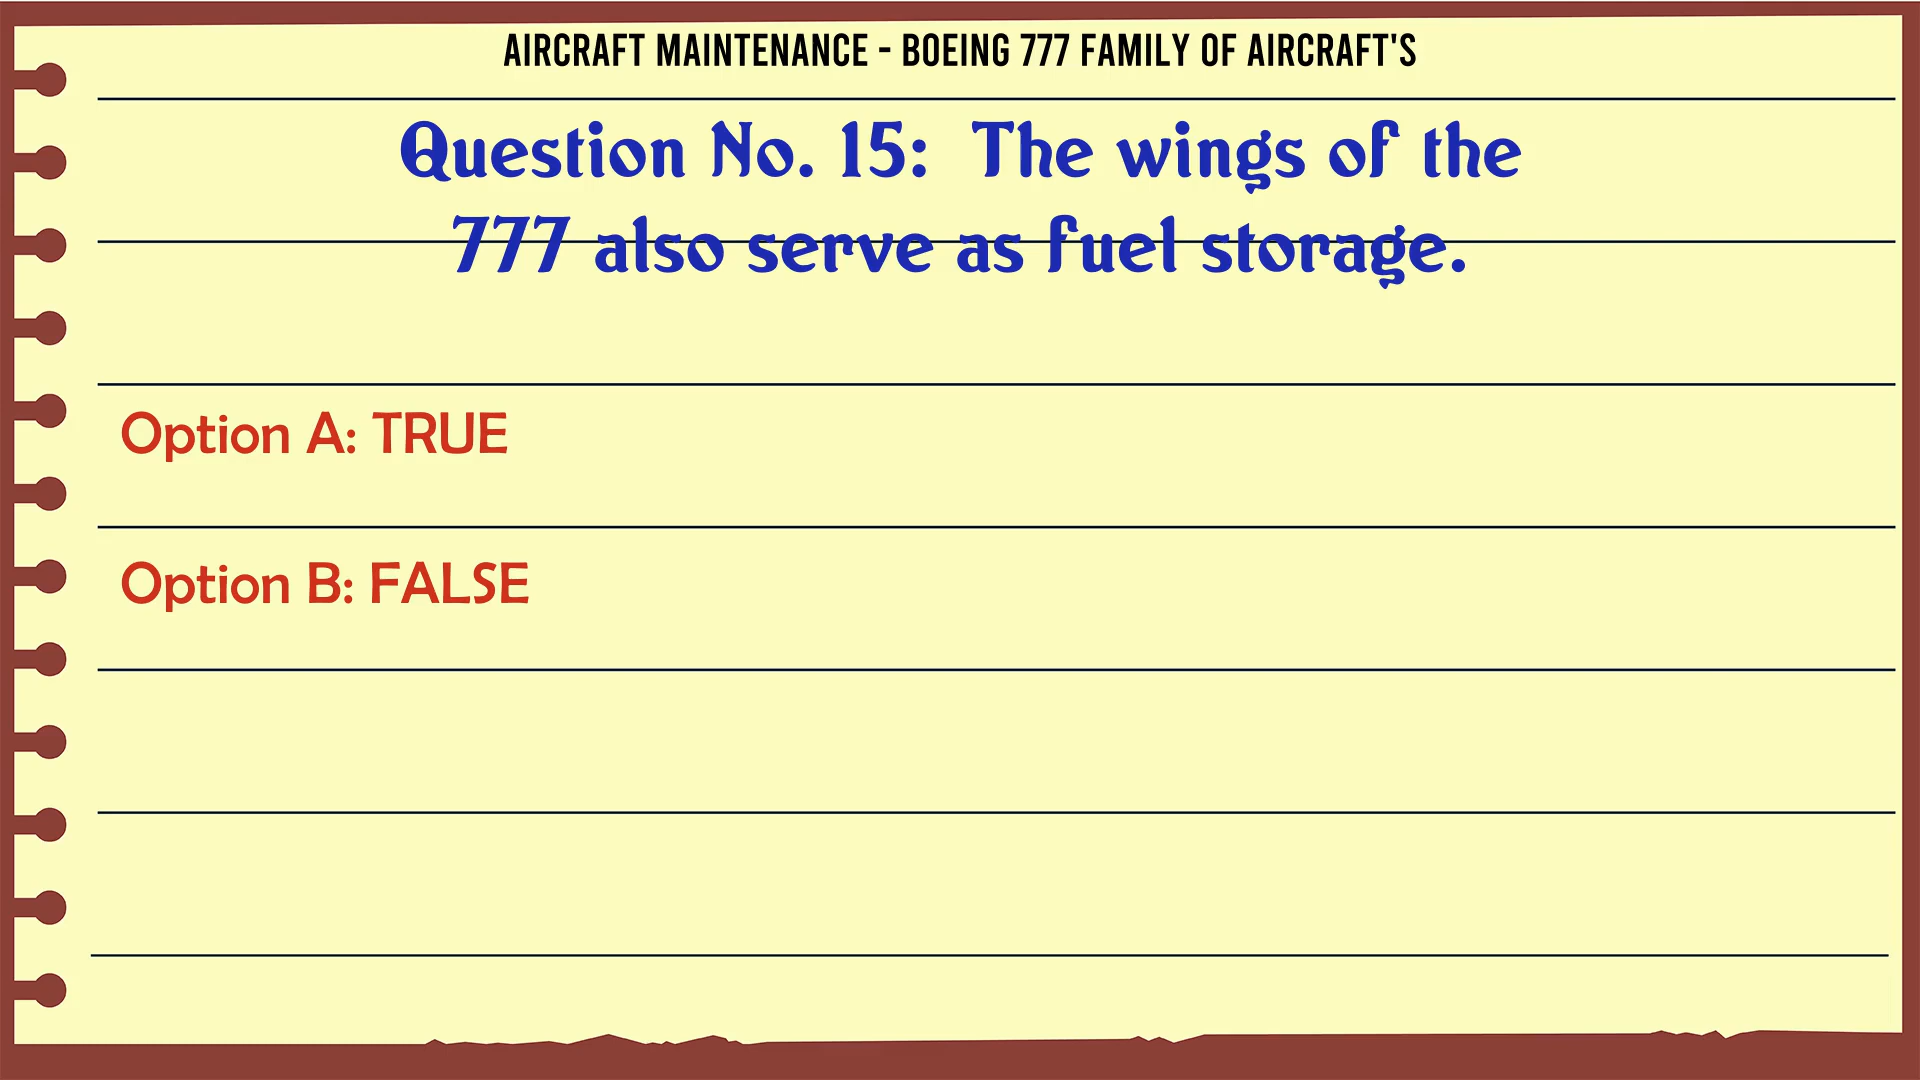 AIRCRAFT MAINTENANCE - BOEING 777 FAMILY OF AIRCRAFT'S
Question No. 15: The wings of the
777 also serve as fuel storage.
Option A: TRUE
Option B: FALSE